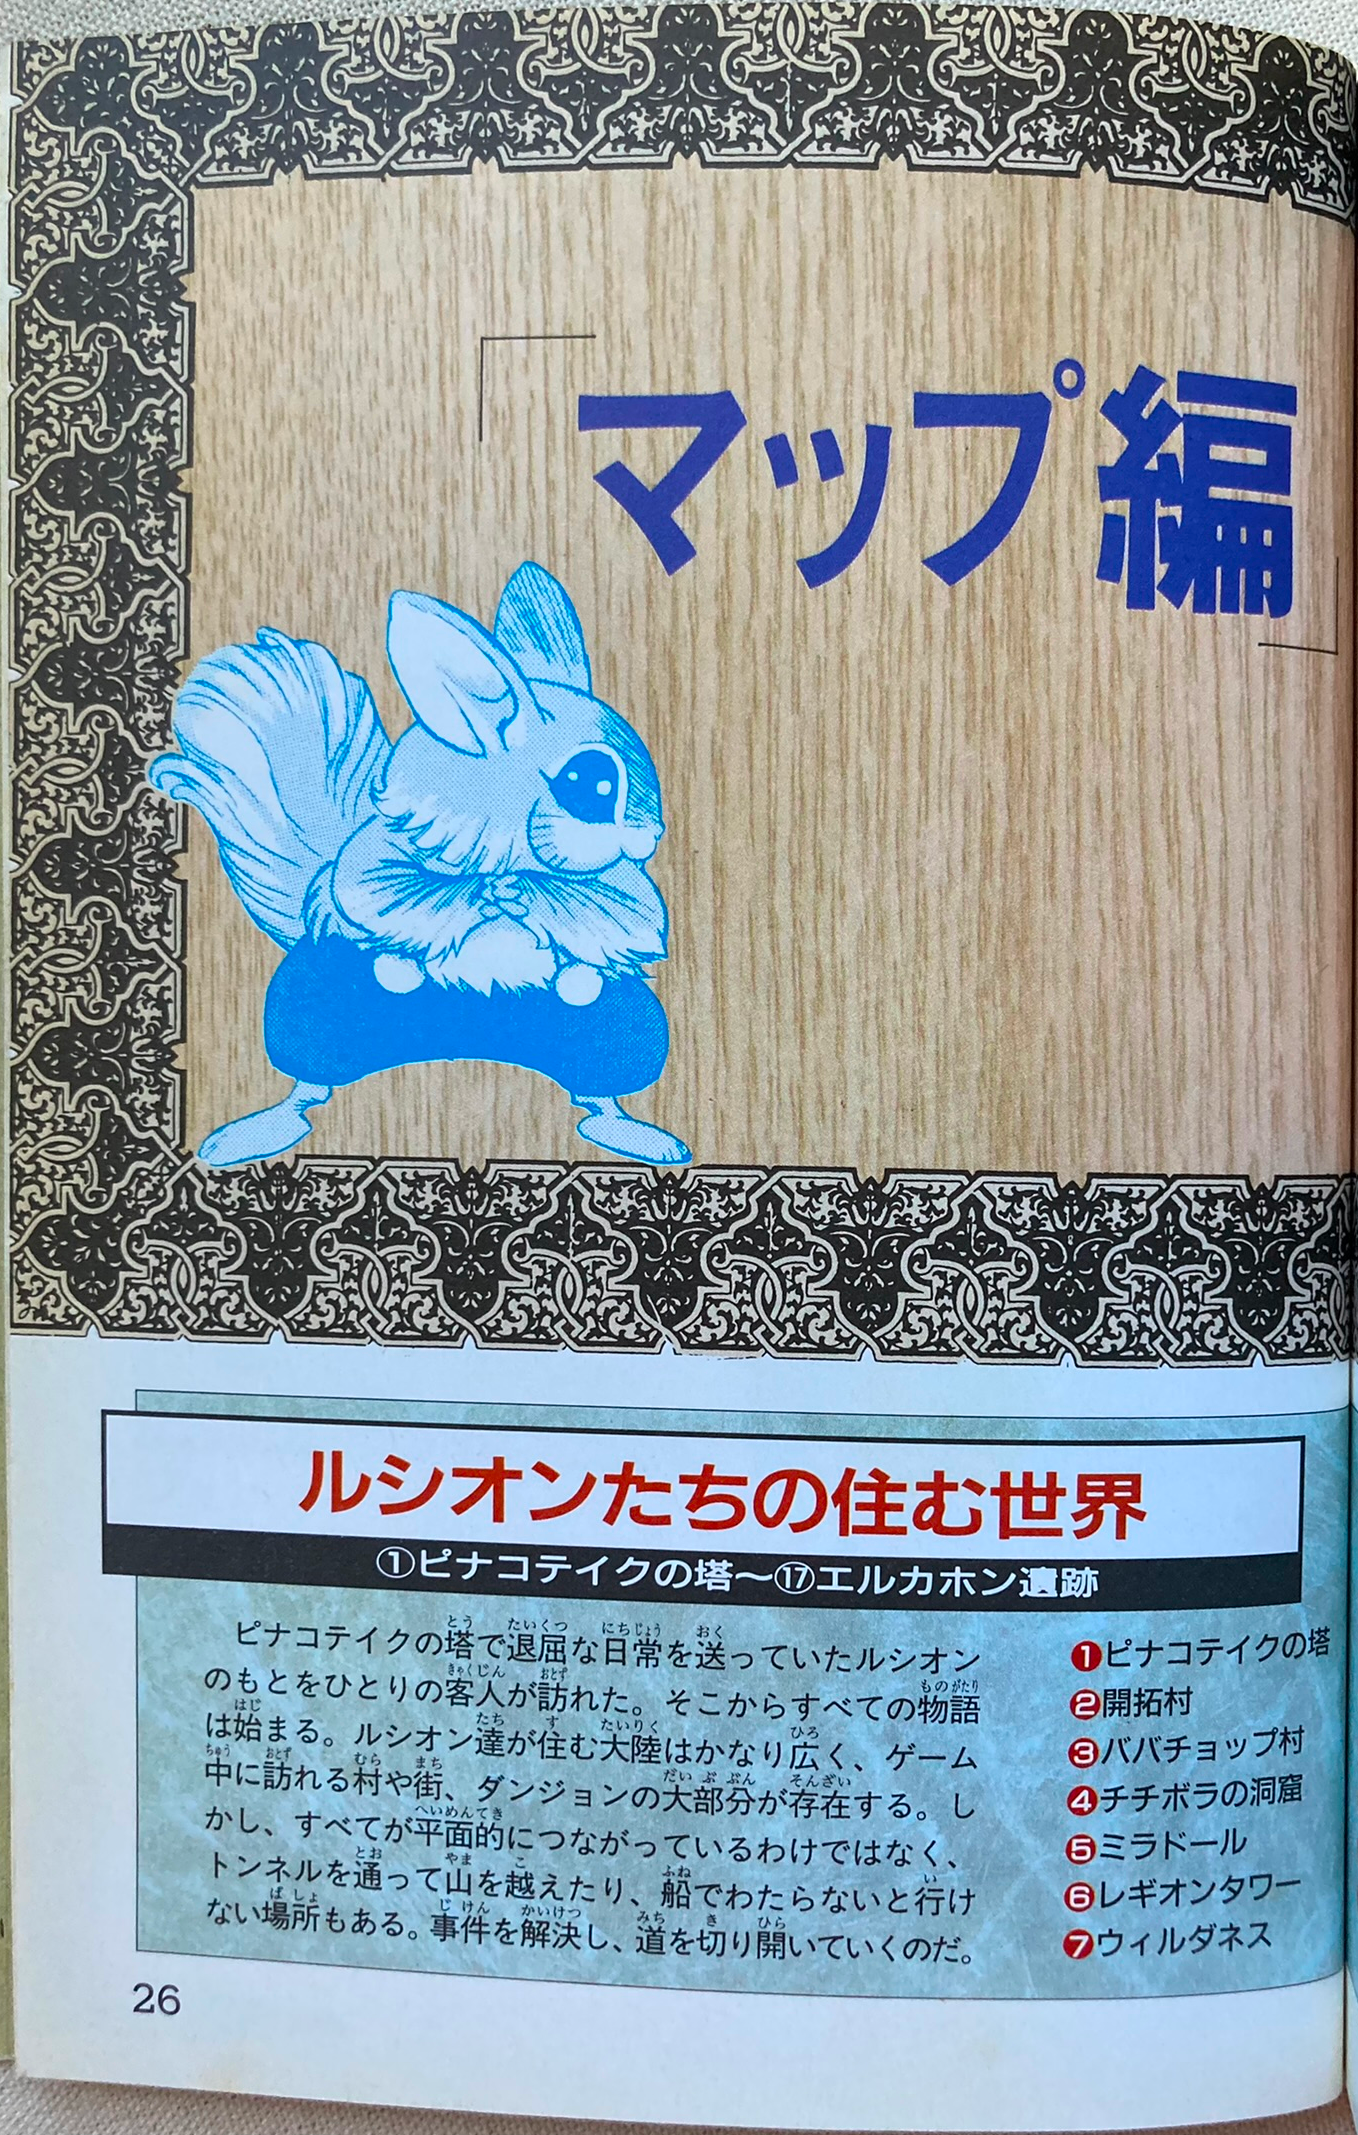 「マップ編」
ルシオンたちの住む世界
①ピナコテイクの塔～⑰エルカホン遺跡
ピナコテイクの塔で退屈な日常を送っていたルシオン
のもとをひとりの客人が訪れた。そこからすべての物語
は始まる。ルシオン達が住む大陸はかなり広く、ゲーム
中に訪れる村や街、ダンジョンの大部分が存在する。し
かし、すべてが平面的につながっているわけではなく、
トンネルを通って山を越えたり、船でわたらないと行け
ない場所もある。事件を解決し、道を切り開いていくのだ。
❶ピナコテイクの塔
❷開拓村
❸ババチョップ村
❹チチボラの洞窟
❺ミラドール
❻レギオンタワー
❼ウィルダネス
26